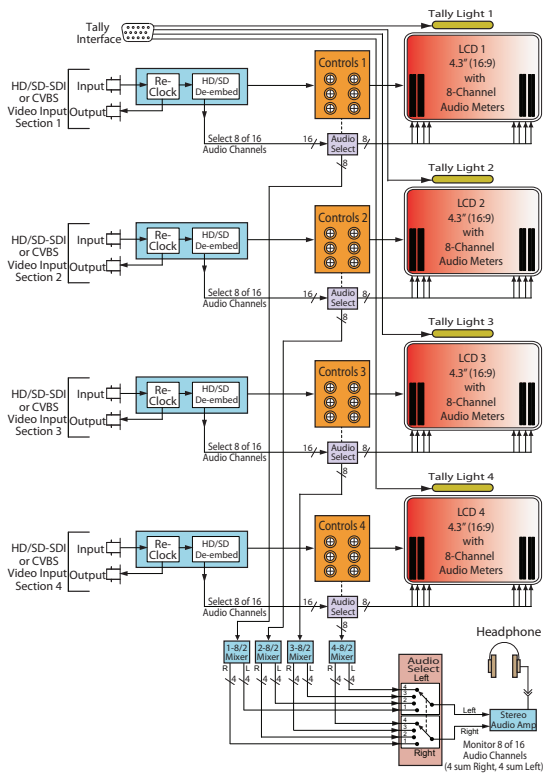 Tally Light 1
Tally
Interface
HD/SD-SDI
or CVBS
Video Input
Section 1
Input
Output
Re-
Clock
HD/SD
De-embed
Select 8 of 16
Audio Channels
Controls 1
16
Audio
Select
8
8
LCD 1
4.3” (16:9)
with
8-Channel
Audio Meters
Tally Light 2
HD/SD-SDI
or CVBS
Video Input
Section 2
Input
Output
Re-
Clock
HD/SD
De-embed
Select 8 of 16
Audio Channels
Controls 2
16
Audio
Select
8
8
LCD 2
4.3” (16:9)
with
8-Channel
Audio Meters
Tally Light 3
HD/SD-SDI
or CVBS
Video Input
Section 3
Input
Output
Re-
Clock
HD/SD
De-embed
Select 8 of 16
Audio Channels
Controls 3
16
Audio
Select
8
8
LCD 3
4.3” (16:9)
with
8-Channel
Audio Meters
Tally Light 4
HD/SD-SDI
or CVBS
Video Input
Section 4
Input
Output
Re-
Clock
HD/SD
De-embed
Select 8 of 16
Audio Channels
Controls 4
16
Audio
Select
8
8
LCD 4
4.3” (16:9)
with
8-Channel
Audio Meters
1-8/2
Mixer
2-8/2
Mixer
3-8/2
Mixer
4-8/2
Mixer
R L R L R L R L
4 4 4 4 4 4 4 4
Audio
Select
Left
4
3
2
1
4
3
2
1
Right
Left
Right
Headphone
Stereo
Audio Amp
Monitor 8 of 16
Audio Channels
(4 sum Right, 4 sum Left)